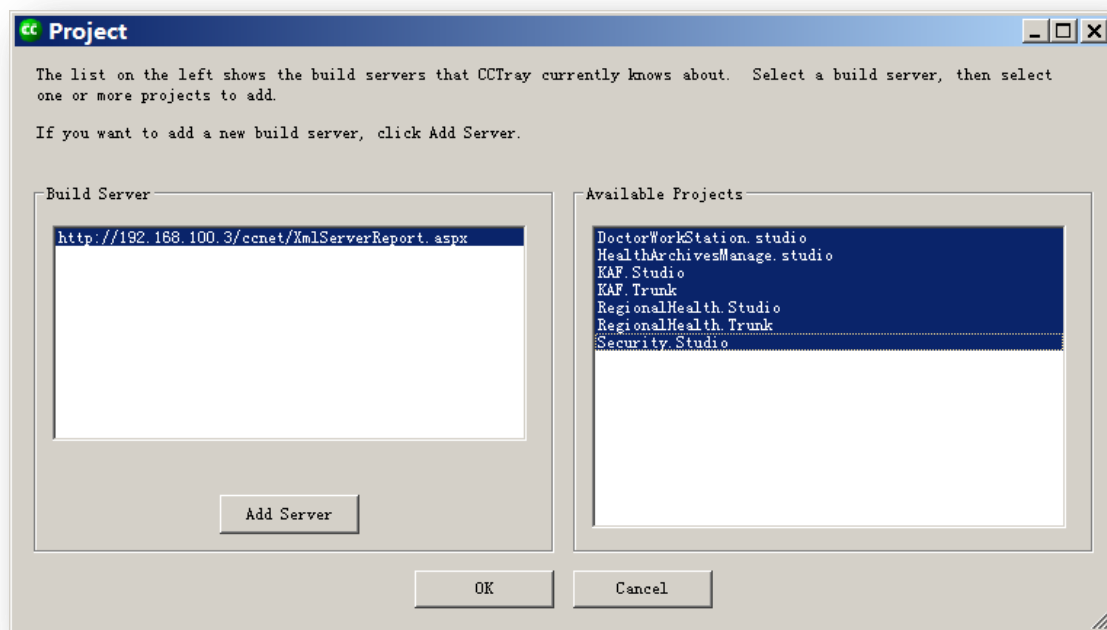 CC Project
The list on the left shows the build servers that CCTray currently knows about. Select a build server, then select
one or more projects to add.
If you want to add a new build server, click Add Server.
Build Server
http://192.168.100.3/ccnet/XmlServerReport.aspx
Add Server
Available Projects
DoctorWorkStation.studio
HealthArchivesManage.studio
KAF.Studio
KAF.Trunk
RegionalHealth.Studio
RegionalHealth.Trunk
Security.Studio
OK
Cancel